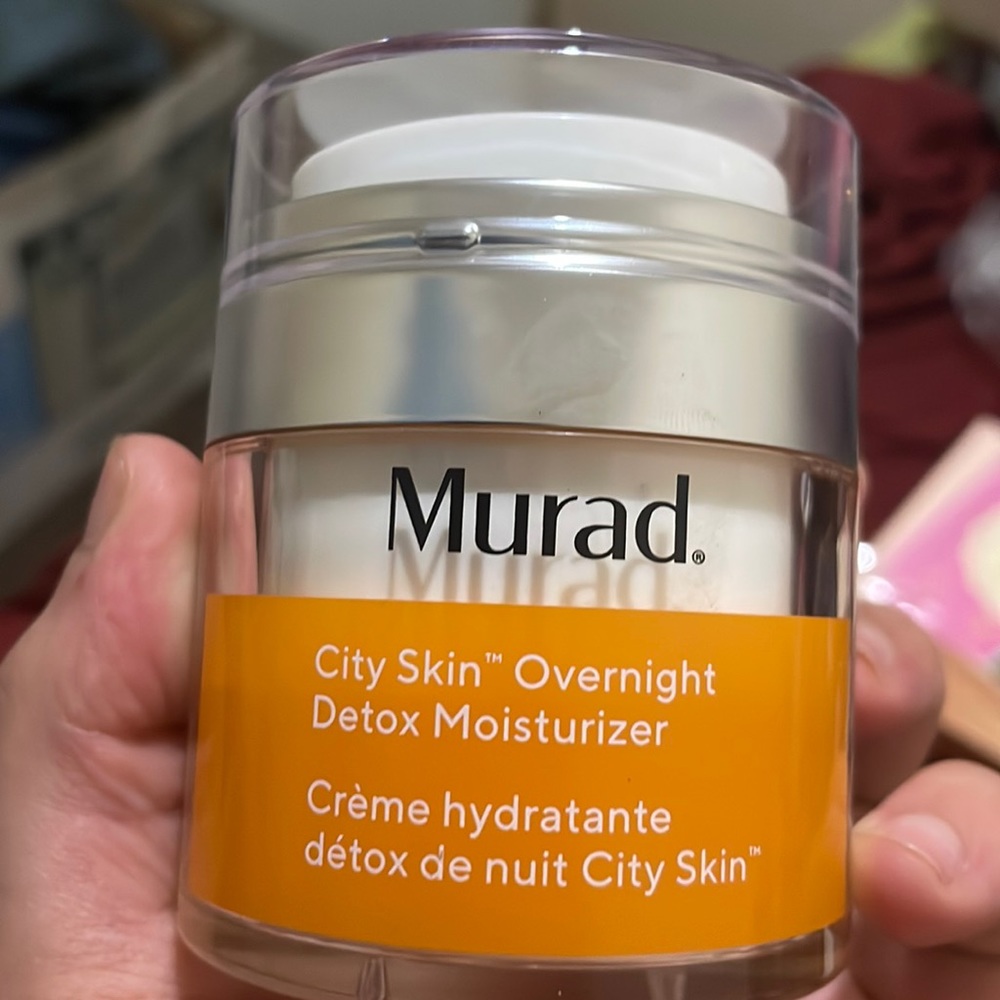 Murad®
City Skin™ Overnight
Detox Moisturizer
Crème hydratante
détox de nuit City Skin™